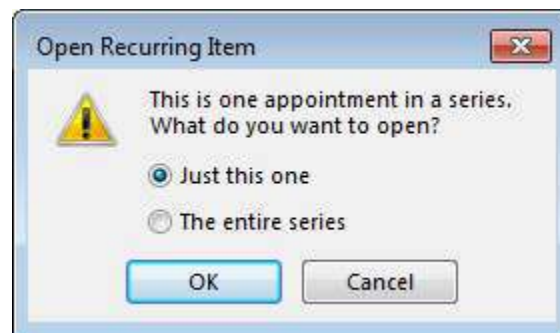 Open Recurring Item
This is one appointment in a series.
What do you want to open?
Just this one
The entire series
OK
Cancel